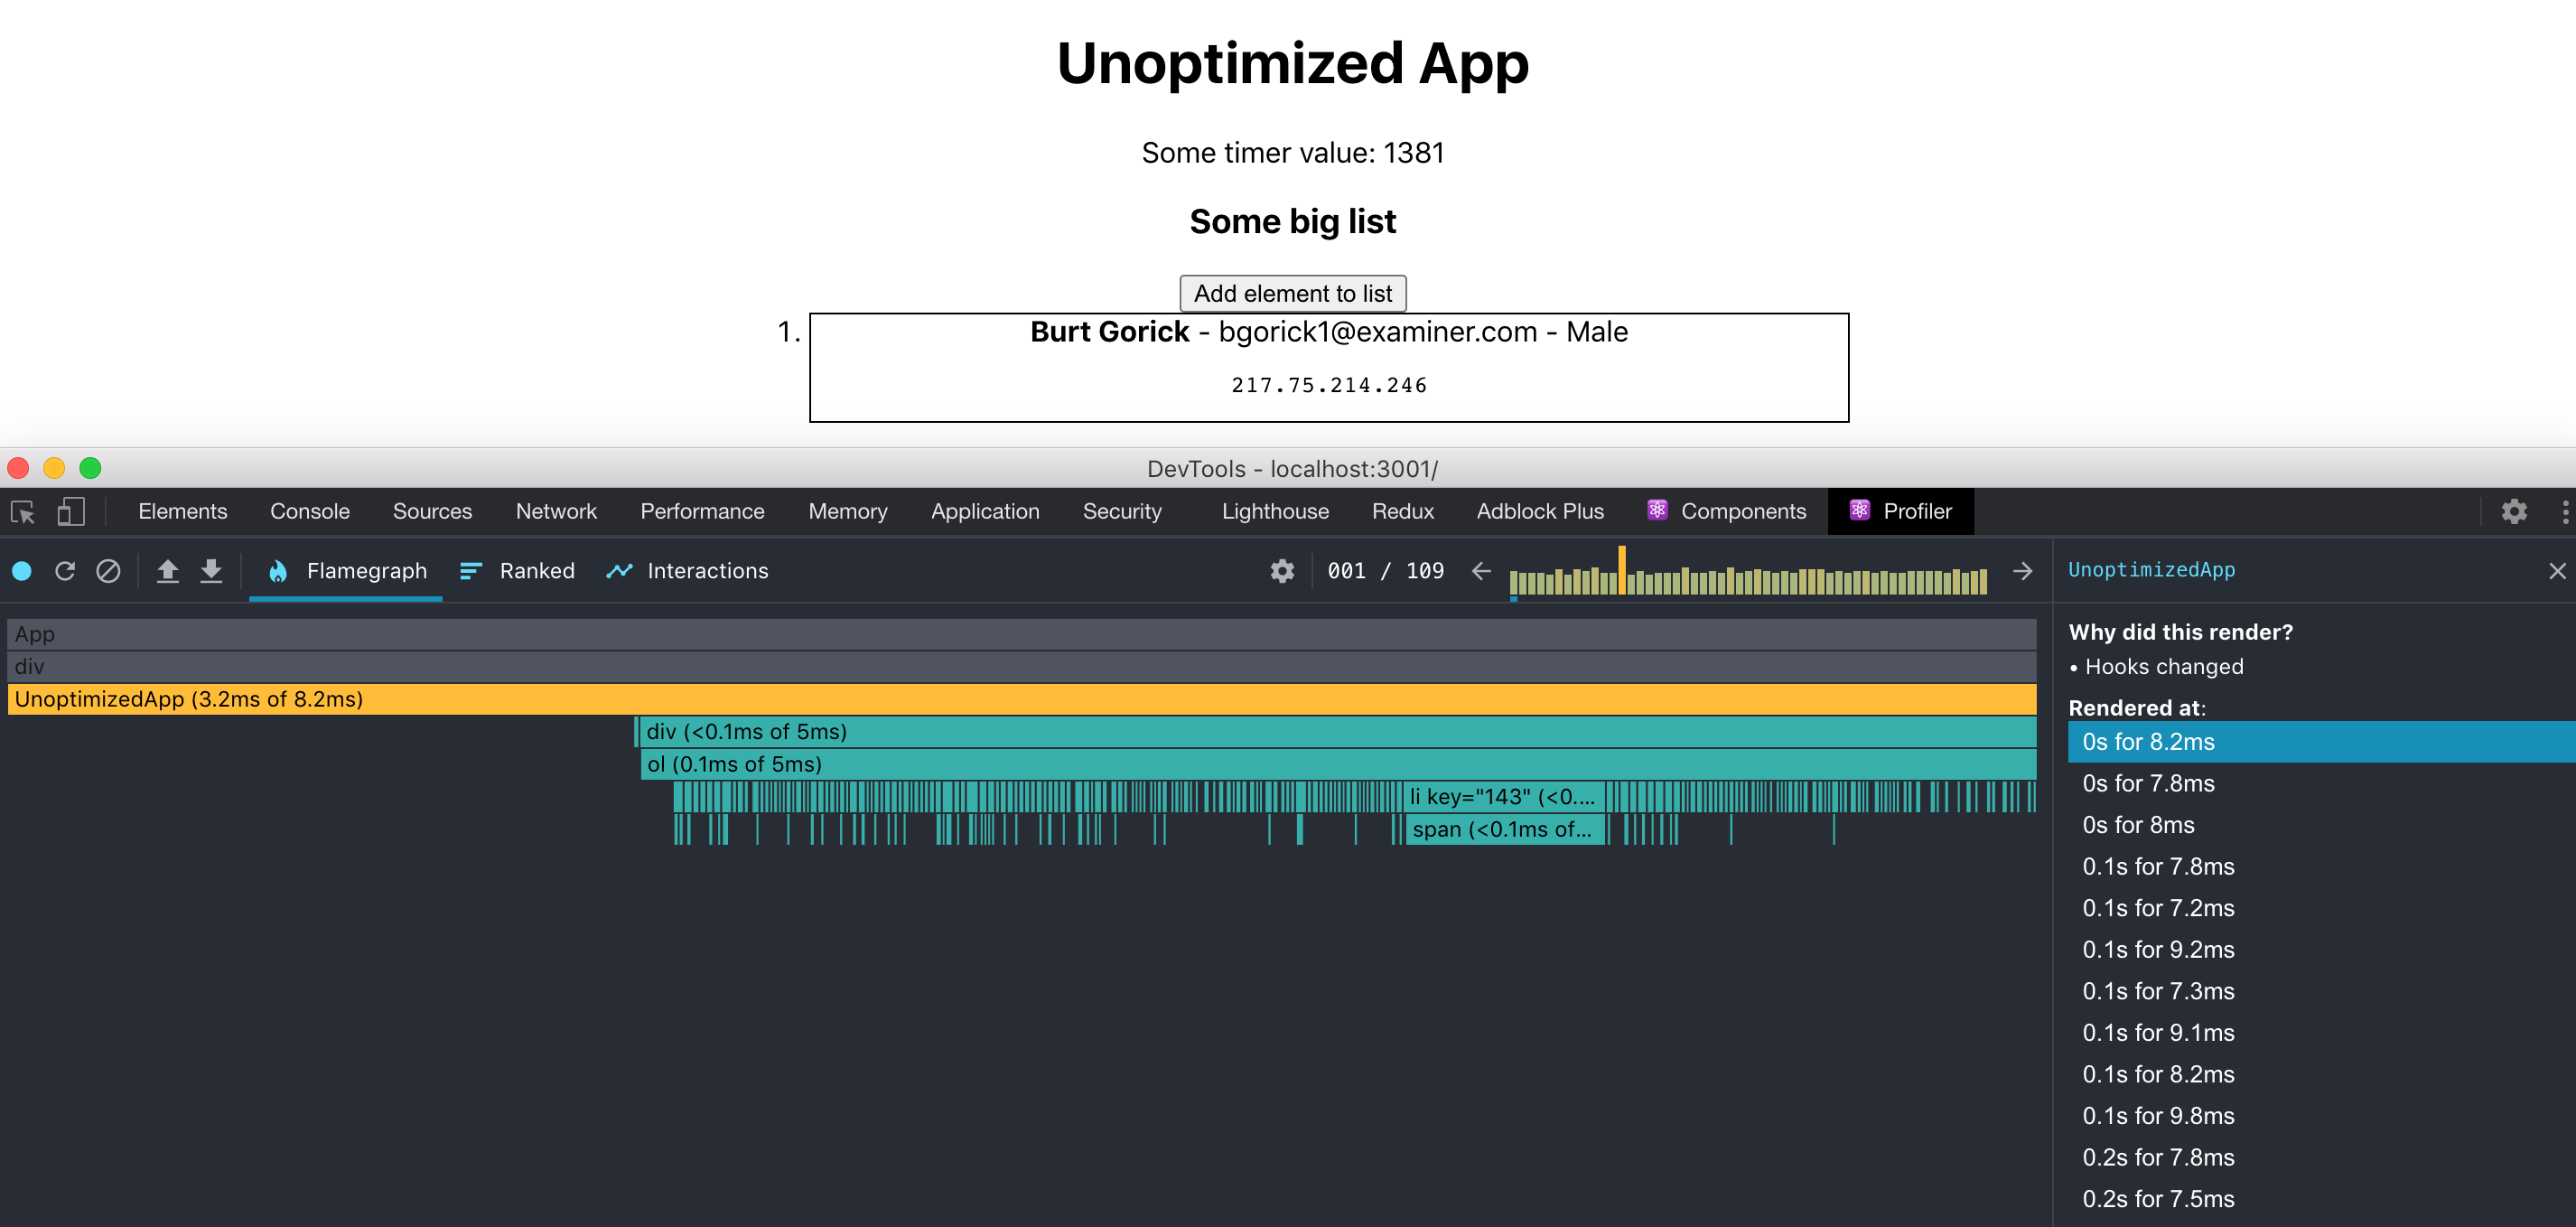 Unoptimized App
Some timer value: 1381
Some big list
Add element to list
1. Burt Gorick - bgorick1@examiner.com - Male
217.75.214.246
DevTools - localhost:3001/
Elements Console Sources Network Performance Memory Application Security Lighthouse Redux Adblock Plus Components Profiler
Flamegraph Ranked Interactions 001 / 109 UnoptimizedApp
App
div
UnoptimizedApp (3.2ms of 8.2ms)
div (<0.1ms of 5ms)
ol (0.1ms of 5ms)
li key="143" (<0....
span (<0.1ms of...
Why did this render?
• Hooks changed
Rendered at:
0s for 8.2ms
0s for 7.8ms
0s for 8ms
0.1s for 7.8ms
0.1s for 7.2ms
0.1s for 9.2ms
0.1s for 7.3ms
0.1s for 9.1ms
0.1s for 8.2ms
0.1s for 9.8ms
0.2s for 7.8ms
0.2s for 7.5ms